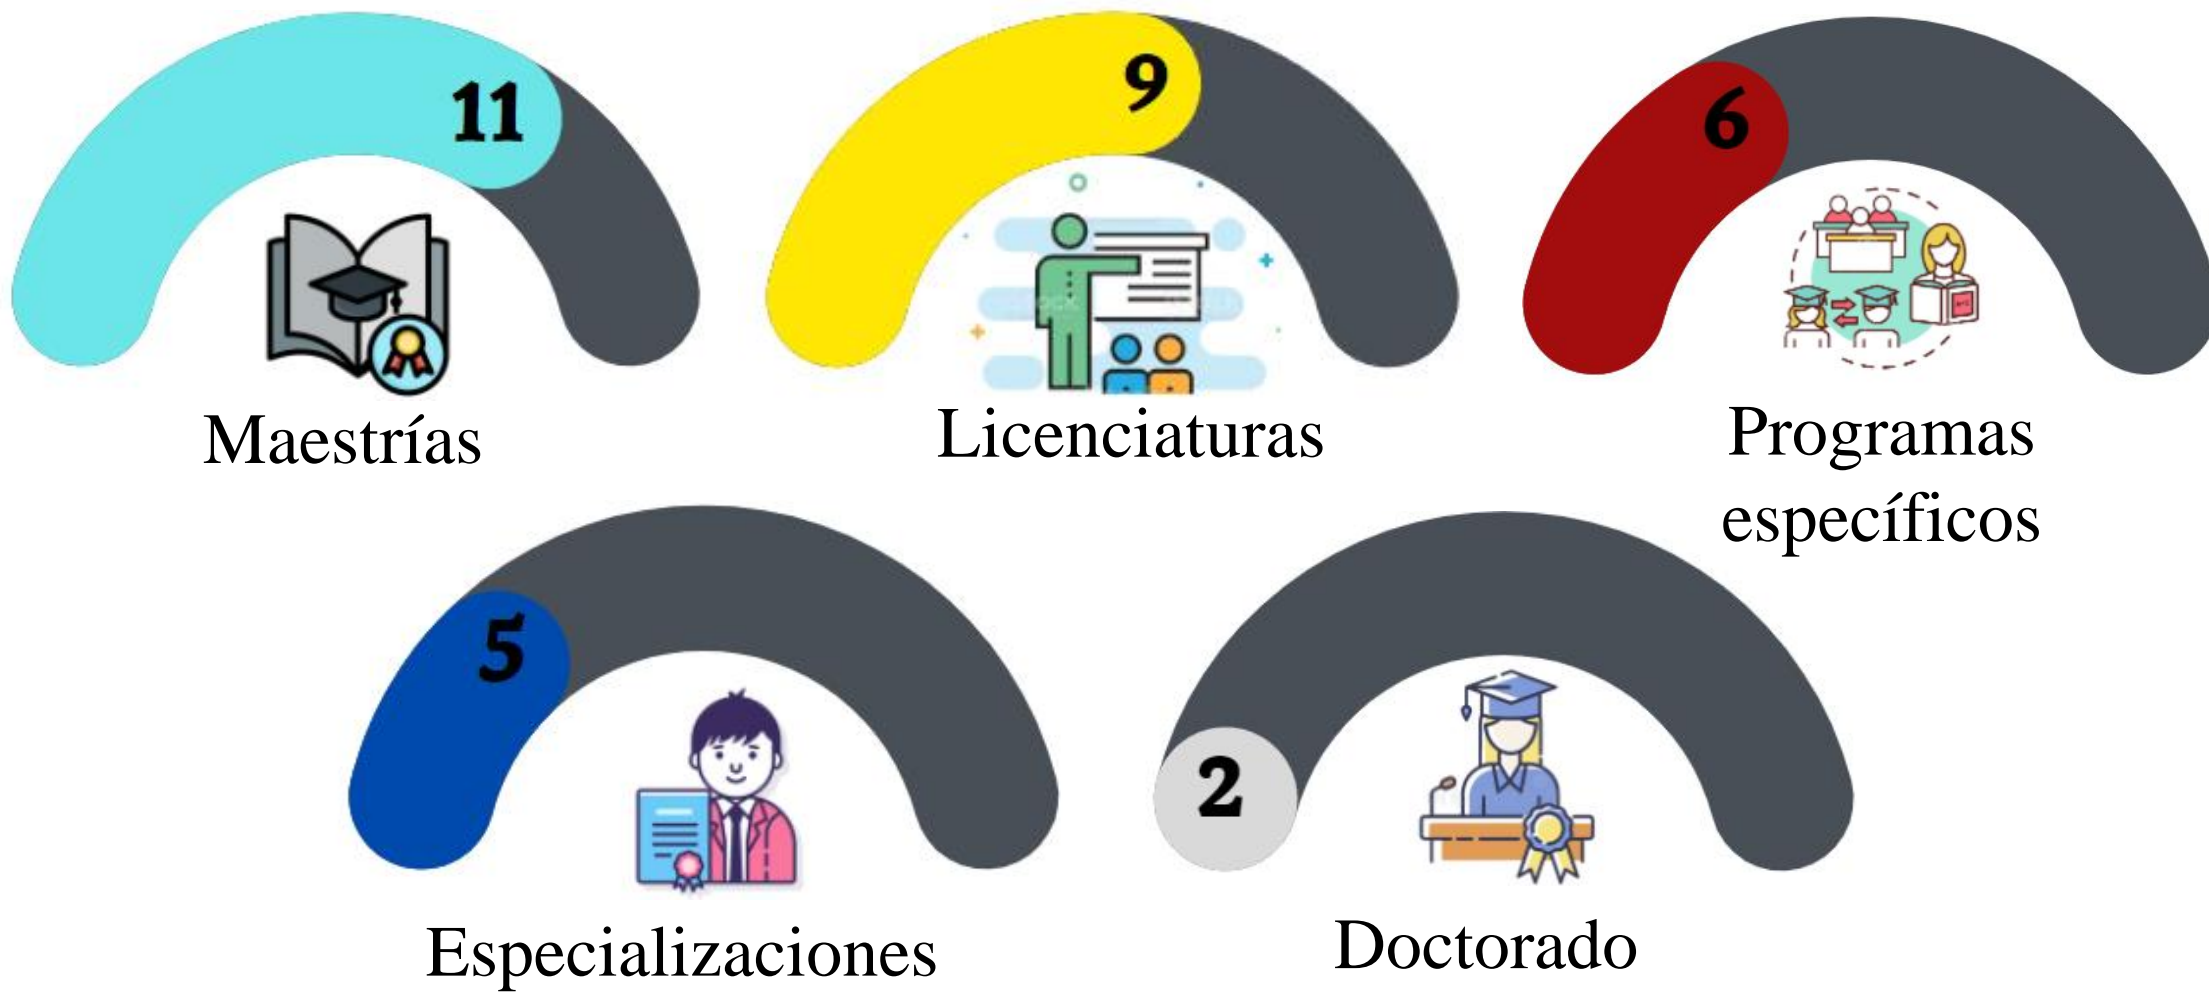 11
9
6
Maestrías
Licenciaturas
Programas
específicos
5
2
Especializaciones
Doctorado